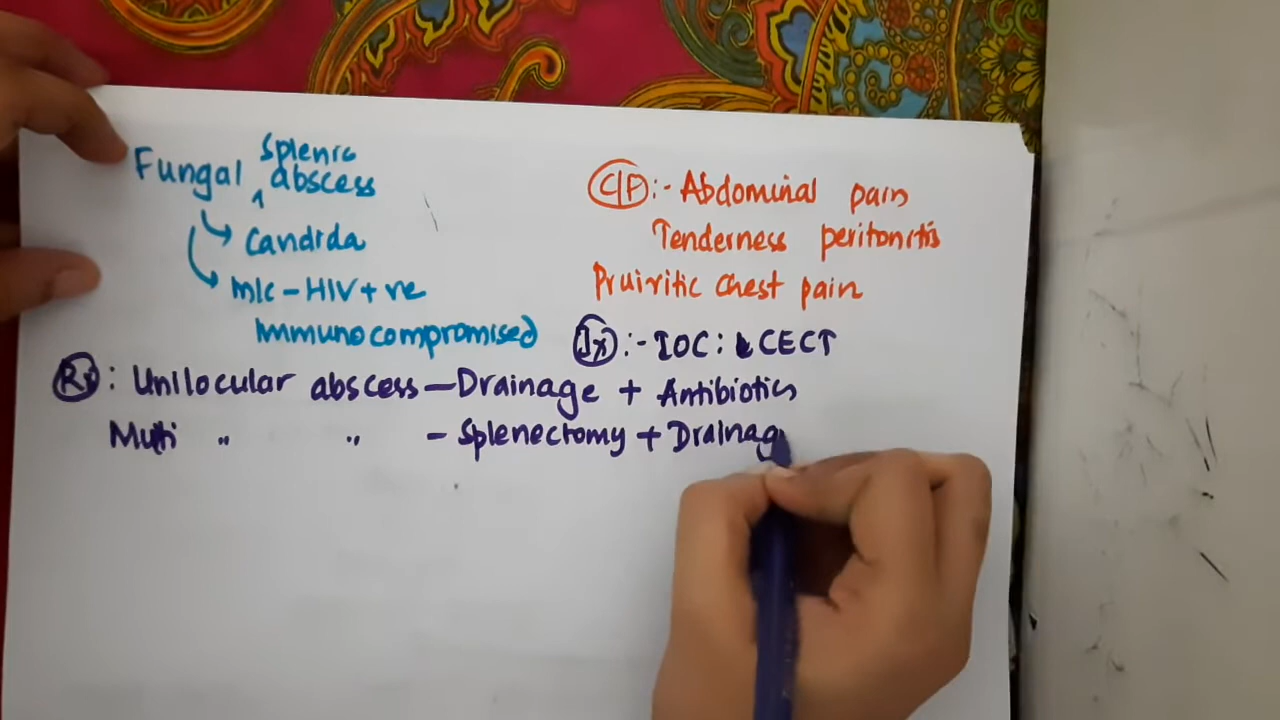 Fungal splenic abscess
Candida
m/c - HIV +ve
Immunocompromised
C/P :- Abdominal pain
Tenderness peritonitis
Pruiritic chest pain
Ix :- IOC : CECT
Rx : Unilocular abscess - Drainage + Antibiotics
Multi " " - Splenectomy + Drainag